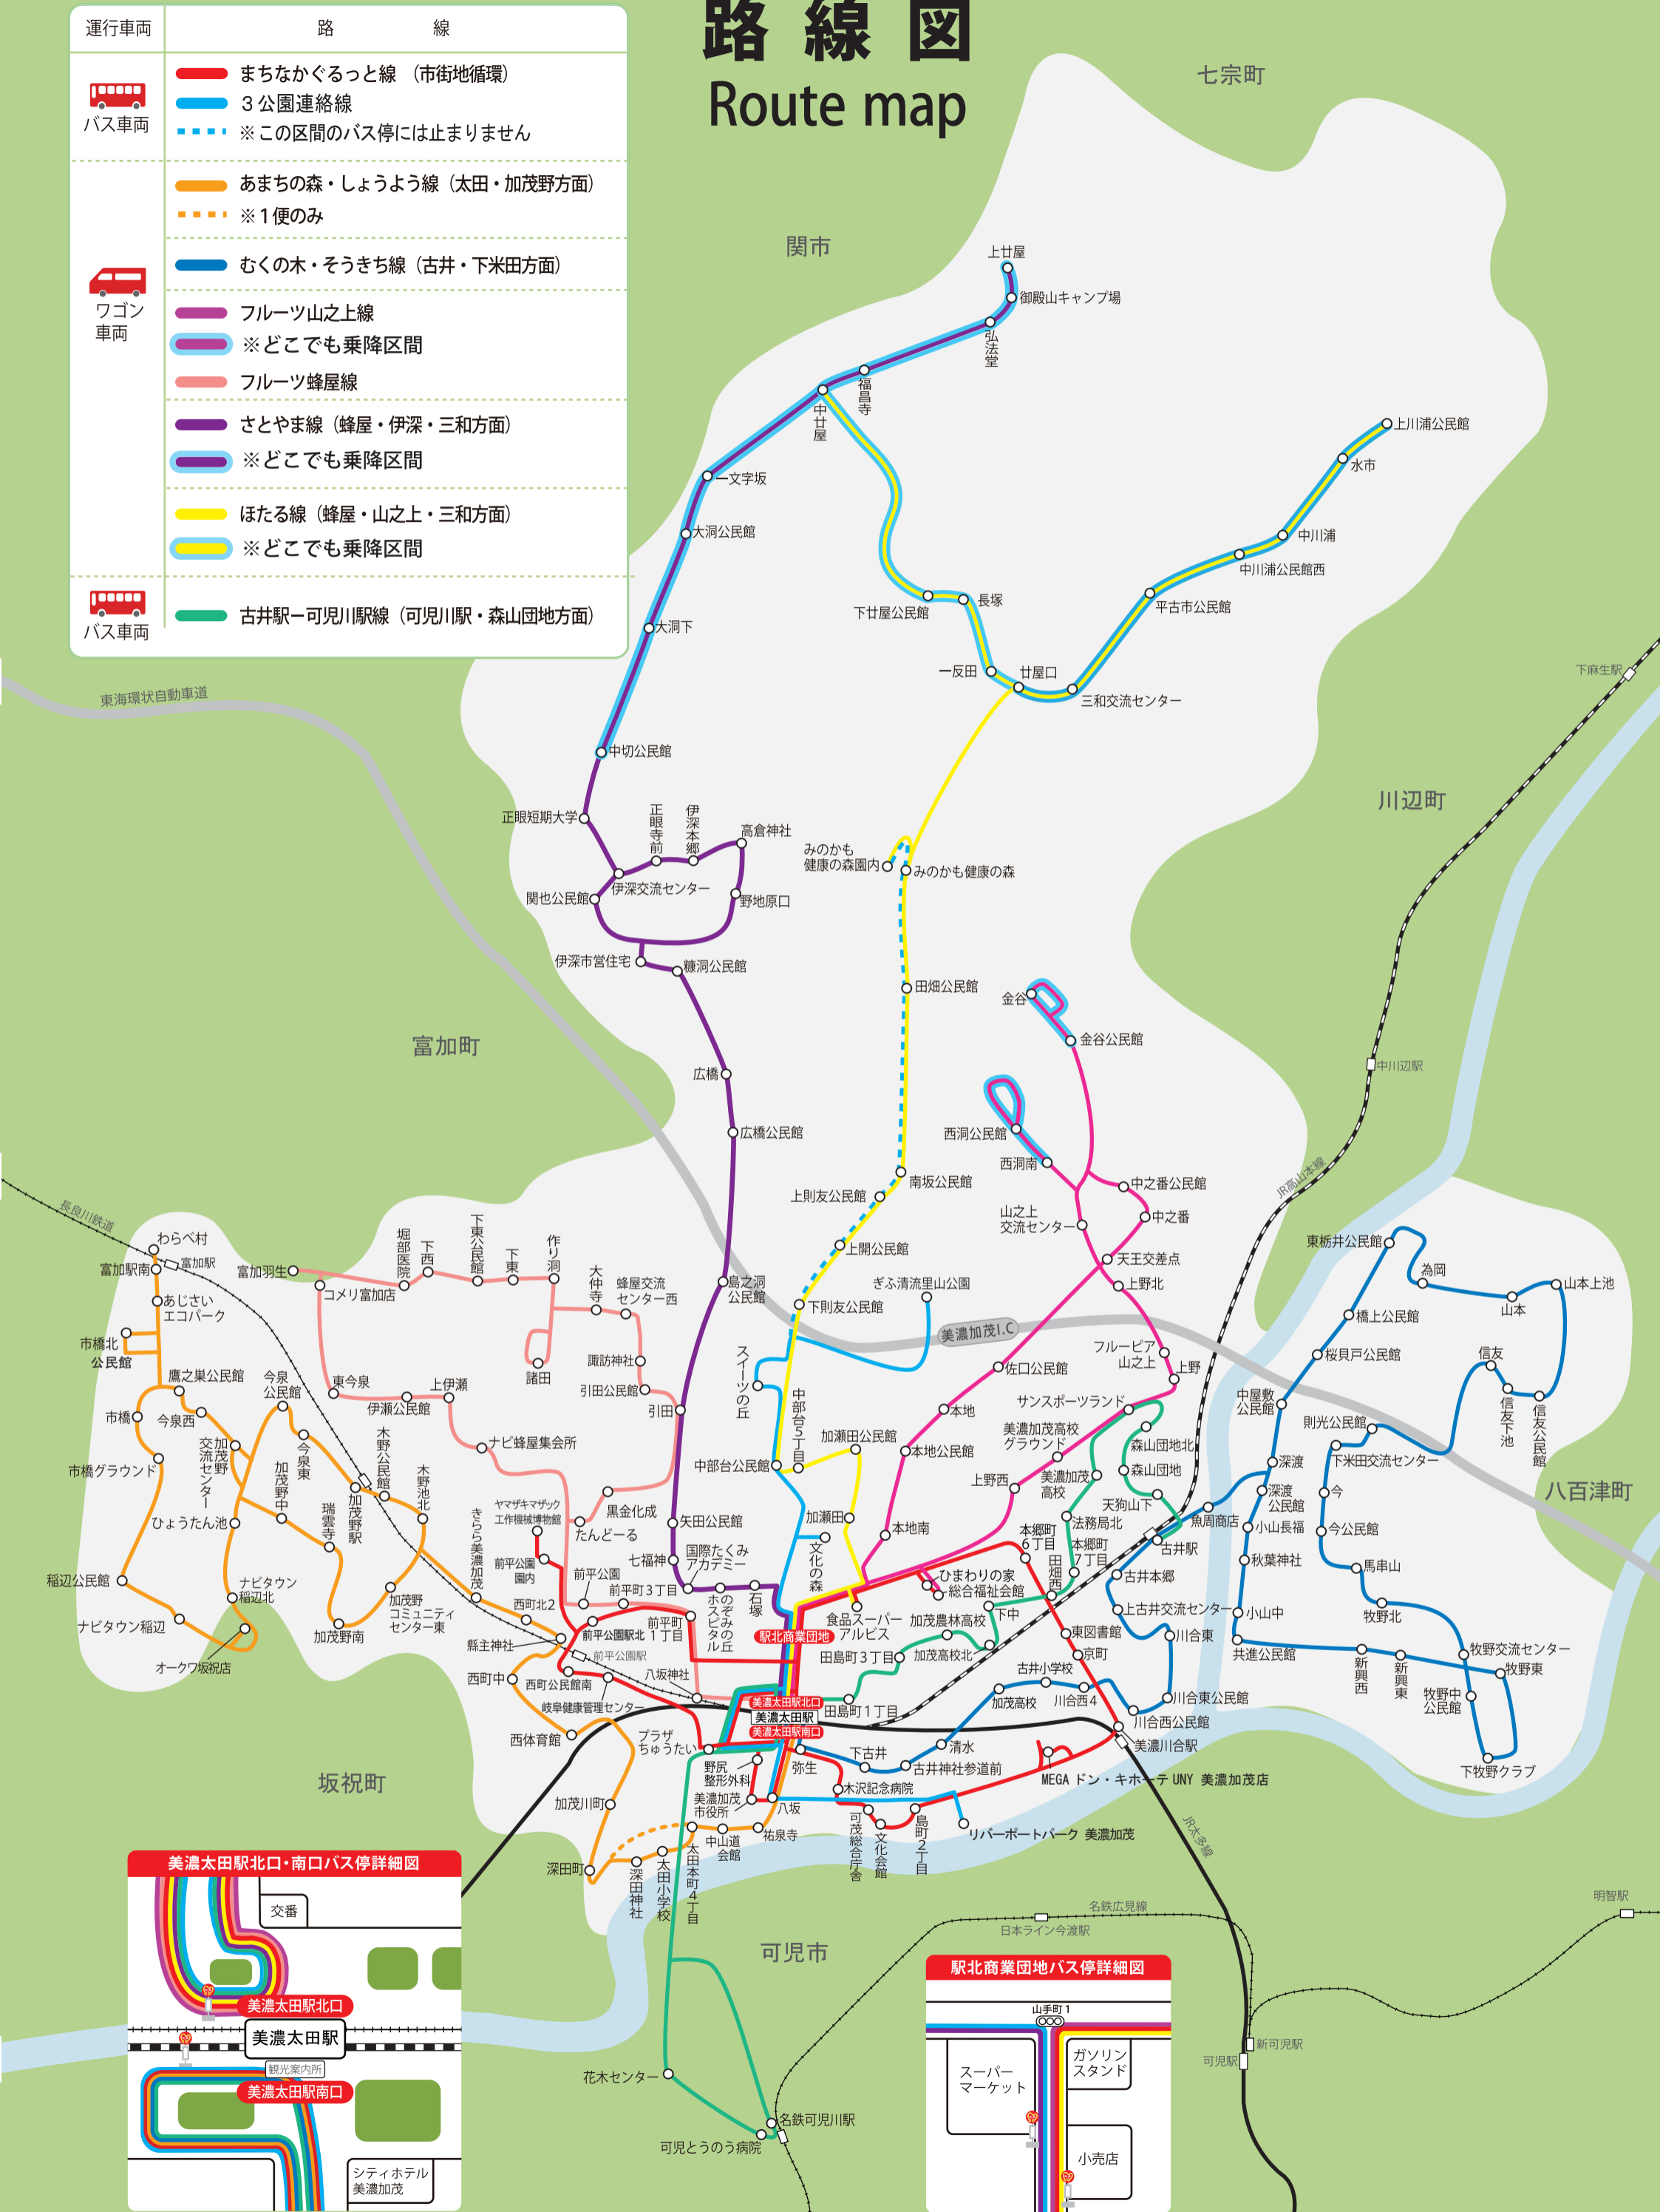 路線図
Route map
運行車両
路線
バス車両
まちなかぐるっと線 （市街地循環）
３公園連絡線
※この区間のバス停には止まりません
ワゴン
車両
あまちの森・しょうよう線（太田・加茂野方面）
※１便のみ
むくの木・そうきち線（古井・下米田方面）
フルーツ山之上線
※どこでも乗降区間
フルーツ蜂屋線
さとやま線（蜂屋・伊深・三和方面）
※どこでも乗降区間
ほたる線（蜂屋・山之上・三和方面）
※どこでも乗降区間
バス車両
古井駅ー可児川駅線（可児川駅・森山団地方面）
七宗町
関市
川辺町
富加町
八百津町
坂祝町
可児市
上廿屋
御殿山キャンプ場
弘法堂
福昌寺
中廿屋
一文字坂
大洞公民館
大洞下
中切公民館
上川浦公民館
水市
中川浦
中川浦公民館西
平古市公民館
下廿屋公民館
長塚
一反田
廿屋口
三和交流センター
下麻生駅
東海環状自動車道
正眼短期大学
正眼寺前
伊深本郷
高倉神社
伊深交流センター
関也公民館
野地原口
伊深市営住宅
糠洞公民館
みのかも
健康の森園内
みのかも健康の森
田畑公民館
金谷
金谷公民館
中川辺駅
広橋
広橋公民館
西洞公民館
西洞南
南坂公民館
上則友公民館
中之番公民館
中之番
山之上
交流センター
JR高山本線
天王交差点
上野北
上開公民館
ぎふ清流里山公園
島之洞
公民館
下則友公民館
美濃加茂I.C
長良川鉄道
わらべ村
富加駅南
富加駅
あじさい
エコパーク
市橋北
公民館
富加羽生
コメリ富加店
堀部医院
下西
下東公民館
下東
作り洞
大仲寺
蜂屋交流
センター西
諸田
諏訪神社
引田公民館
引田
スイーツの丘
中部台５丁目
中部台公民館
加瀬田公民館
加瀬田
佐口公民館
本地
本地公民館
本地南
フルーピア
山之上
上野
サンスポーツランド
美濃加茂高校
グラウンド
上野西
美濃加茂
高校
森山団地北
森山団地
天狗山下
法務局北
本郷町
６丁目
本郷町
７丁目
田畑西
古井駅
魚周商店
東栃井公民館
為岡
山本
山本上池
橋上公民館
桜貝戸公民館
中屋敷
公民館
則光公民館
下米田交流センター
信友
信友下池
信友公民館
深渡
深渡
公民館
小山長福
秋葉神社
小山中
共進公民館
今
今公民館
馬串山
牧野北
牧野交流センター
牧野東
新興西
新興東
牧野中
公民館
下牧野クラブ
鷹之巣公民館
市橋
今泉西
今泉
公民館
東今泉
伊瀬公民館
上伊瀬
ナビ蜂屋集会所
市橋グラウンド
加茂野
交流センター
今泉東
木野公民館
加茂野中
加茂野駅
木野池北
ひょうたん池
瑞雲寺
きらら美濃加茂
稲辺公民館
ナビタウン
稲辺北
ナビタウン稲辺
オークワ坂祝店
加茂野南
加茂野
コミュニティ
センター東
ヤマザキマザック
工作機械博物館
黒金化成
たんどーる
前平公園
園内
前平公園
前平町３丁目
前平公園駅北
前平町
１丁目
西町北２
縣主神社
前平公園駅
西町公民館南
西町中
岐阜健康管理センター
八坂神社
西体育館
矢田公民館
七福神
国際たくみ
アカデミー
のぞみの丘
ホスピタル
石塚
文化の森
食品スーパー
アルビス
駅北商業団地
ひまわりの家
総合福祉会館
加茂農林高校
下中
加茂高校北
田島町３丁目
田島町１丁目
美濃太田駅北口
美濃太田駅
美濃太田駅南口
プラザ
ちゅうたい
野尻
整形外科
美濃加茂
市役所
弥生
八坂
東図書館
京町
古井小学校
加茂高校
川合西４
古井本郷
上古井交流センター
川合東
川合東公民館
川合西公民館
美濃川合駅
清水
下古井
古井神社参道前
木沢記念病院
MEGA ドン・キホーテ UNY 美濃加茂店
リバーポートパーク 美濃加茂
可茂総合庁舎
文化会館
島町２丁目
加茂川町
深田町
深田神社
太田小学校
太田本町４丁目
中山道
会館
祐泉寺
JR太多線
名鉄広見線
日本ライン今渡駅
明智駅
新可児駅
可児駅
花木センター
名鉄可児川駅
可児とうのう病院
美濃太田駅北口・南口バス停詳細図
交番
美濃太田駅北口
美濃太田駅
観光案内所
美濃太田駅南口
シティホテル
美濃加茂
駅北商業団地バス停詳細図
山手町１
スーパー
マーケット
ガソリン
スタンド
小売店